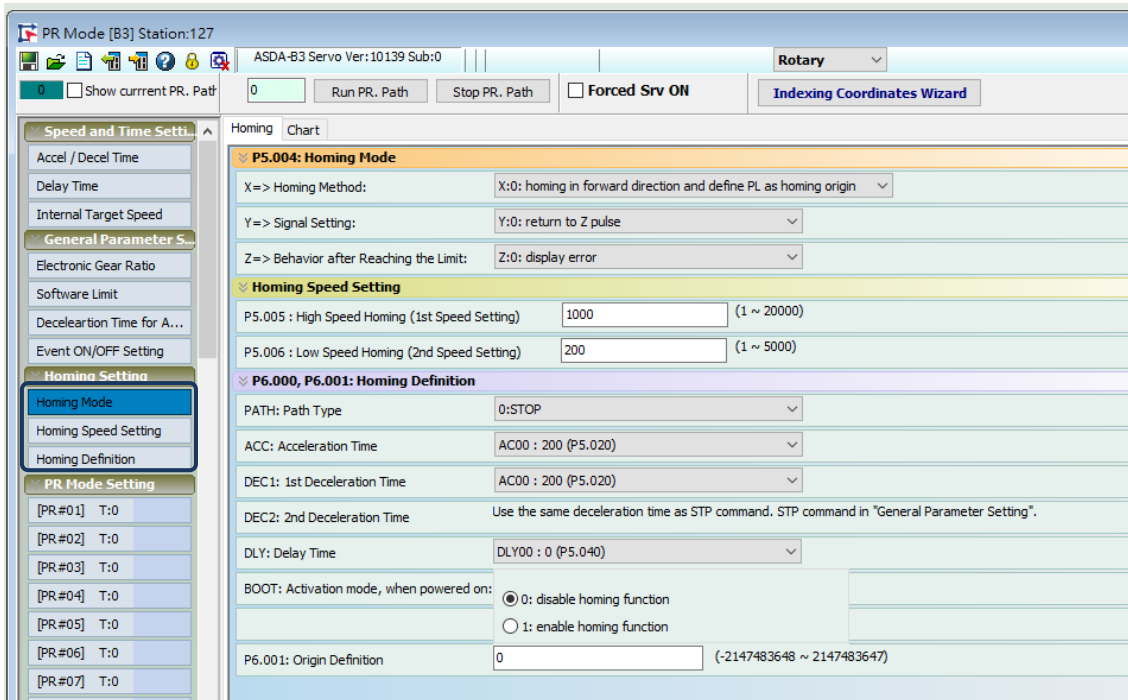 PR Mode [B3] Station:127
ASDA-B3 Servo Ver:10139 Sub:0
Rotary
0
Show currrent PR. Path
0
Run PR. Path
Stop PR. Path
Forced Srv ON
Indexing Coordinates Wizard
Speed and Time Setti...
Accel / Decel Time
Delay Time
Internal Target Speed
General Parameter S...
Electronic Gear Ratio
Software Limit
Deceleartion Time for A...
Event ON/OFF Setting
Homing Setting
Homing Mode
Homing Speed Setting
Homing Definition
PR Mode Setting
[PR#01] T:0
[PR#02] T:0
[PR#03] T:0
[PR#04] T:0
[PR#05] T:0
[PR#06] T:0
[PR#07] T:0
Homing
Chart
P5.004: Homing Mode
X=> Homing Method:
X:0: homing in forward direction and define PL as homing origin
Y=> Signal Setting:
Y:0: return to Z pulse
Z=> Behavior after Reaching the Limit:
Z:0: display error
Homing Speed Setting
P5.005 : High Speed Homing (1st Speed Setting)
1000
(1 ~ 20000)
P5.006 : Low Speed Homing (2nd Speed Setting)
200
(1 ~ 5000)
P6.000, P6.001: Homing Definition
PATH: Path Type
0:STOP
ACC: Acceleration Time
AC00 : 200 (P5.020)
DEC1: 1st Deceleration Time
AC00 : 200 (P5.020)
DEC2: 2nd Deceleration Time
Use the same deceleration time as STP command. STP command in "General Parameter Setting".
DLY: Delay Time
DLY00 : 0 (P5.040)
BOOT: Activation mode, when powered on:
0: disable homing function
1: enable homing function
P6.001: Origin Definition
0
(-2147483648 ~ 2147483647)